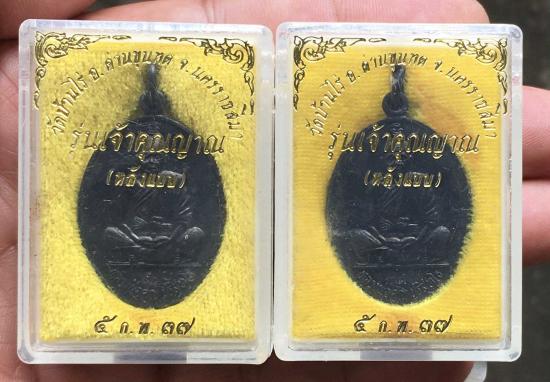 วัดบ้านไร่ อ.ด่านขุนทด จ.นครราชสีมา
รุ่นเจ้าคุณญาณ
(หลังแบบ)
๕ ก.พ. ๓๗
วัดบ้านไร่ อ.ด่านขุนทด จ.นครราชสีมา
รุ่นเจ้าคุณญาณ
(หลังแบบ)
๕ ก.พ. ๓๗